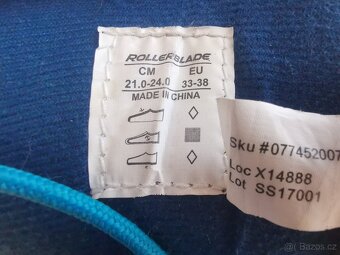 ROLLERBLADE
CM EU
21.0-24.0 33-38
MADE IN CHINA
Sku #077452007
Loc X14888
Lot SS17001
bazoš.cz